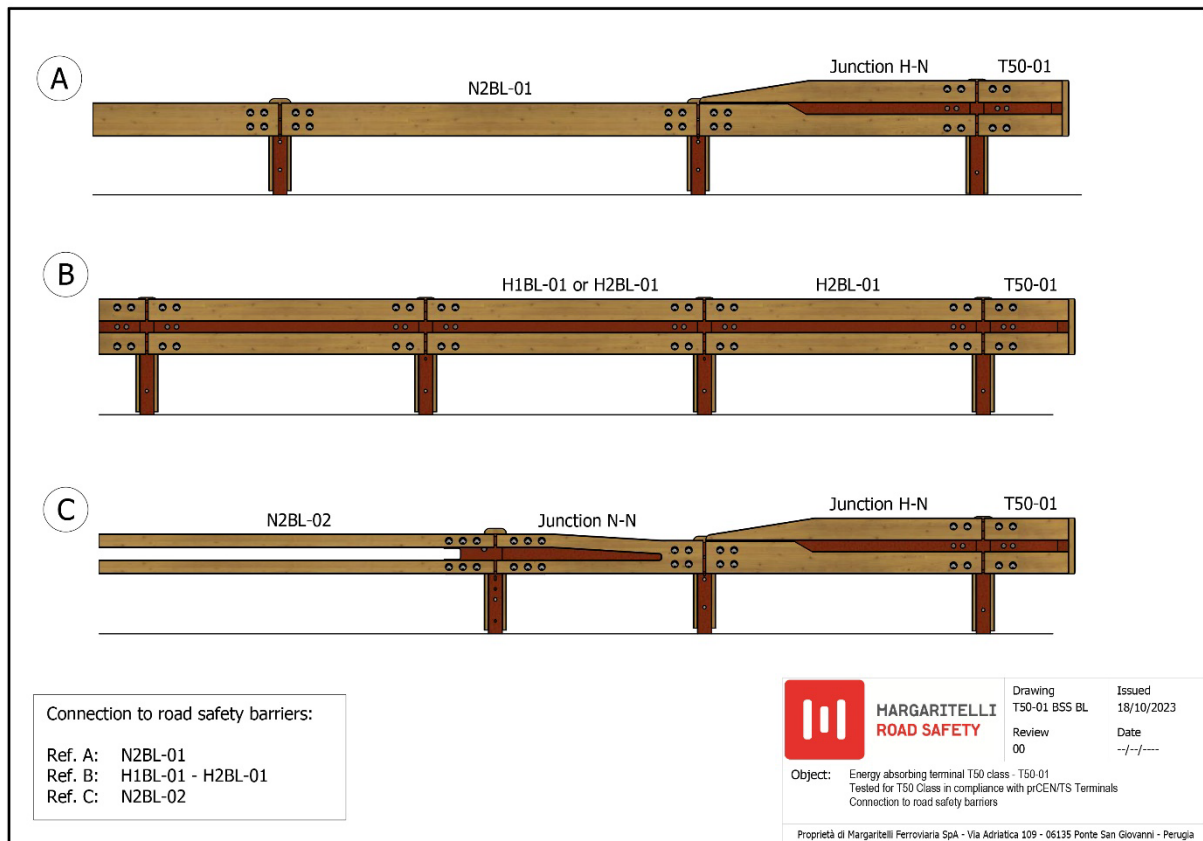 A
N2BL-01
Junction H-N
T50-01
B
H1BL-01 or H2BL-01
H2BL-01
T50-01
C
N2BL-02
Junction N-N
Junction H-N
T50-01
Connection to road safety barriers:
Ref. A: N2BL-01
Ref. B: H1BL-01 - H2BL-01
Ref. C: N2BL-02
MARGARITELLI
ROAD SAFETY
Drawing
T50-01 BSS BL
Issued
18/10/2023
Review
00
Date
--/--/----
Object: Energy absorbing terminal T50 class - T50-01
Tested for T50 Class in compliance with prCEN/TS Terminals
Connection to road safety barriers
Proprietà di Margaritelli Ferroviaria SpA - Via Adriatica 109 - 06135 Ponte San Giovanni - Perugia